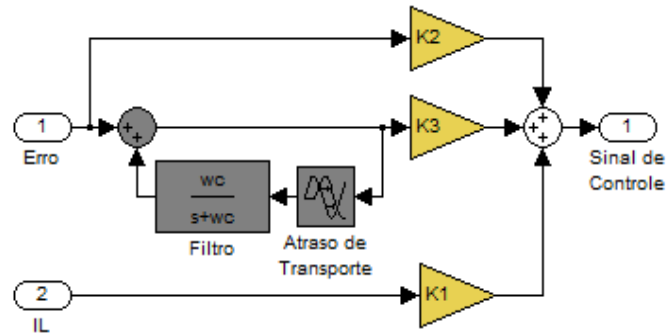 K2
1
Erro
+
+
K3
+
+
+
1
Sinal de
Controle
wc
s+wc
Filtro
Atraso de
Transporte
2
IL
K1